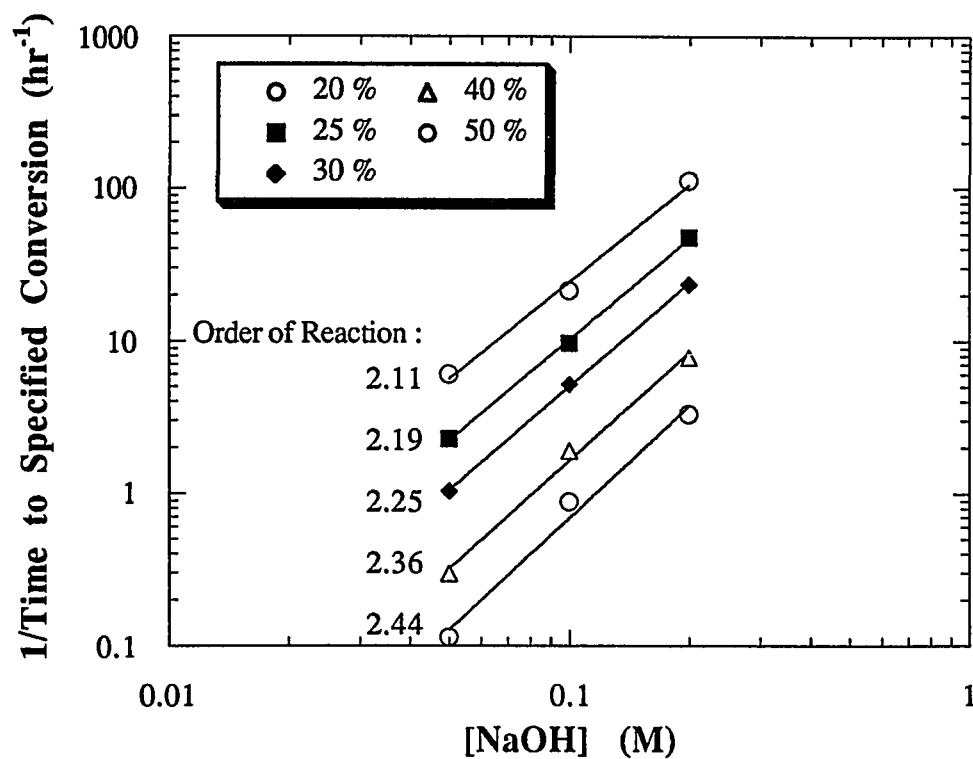 1/Time to Specified Conversion (hr⁻¹)
1000
100
10
1
0.1
20 % 40 %
25 % 50 %
30 %
Order of Reaction :
2.11
2.19
2.25
2.36
2.44
0.01 0.1 1
[NaOH] (M)